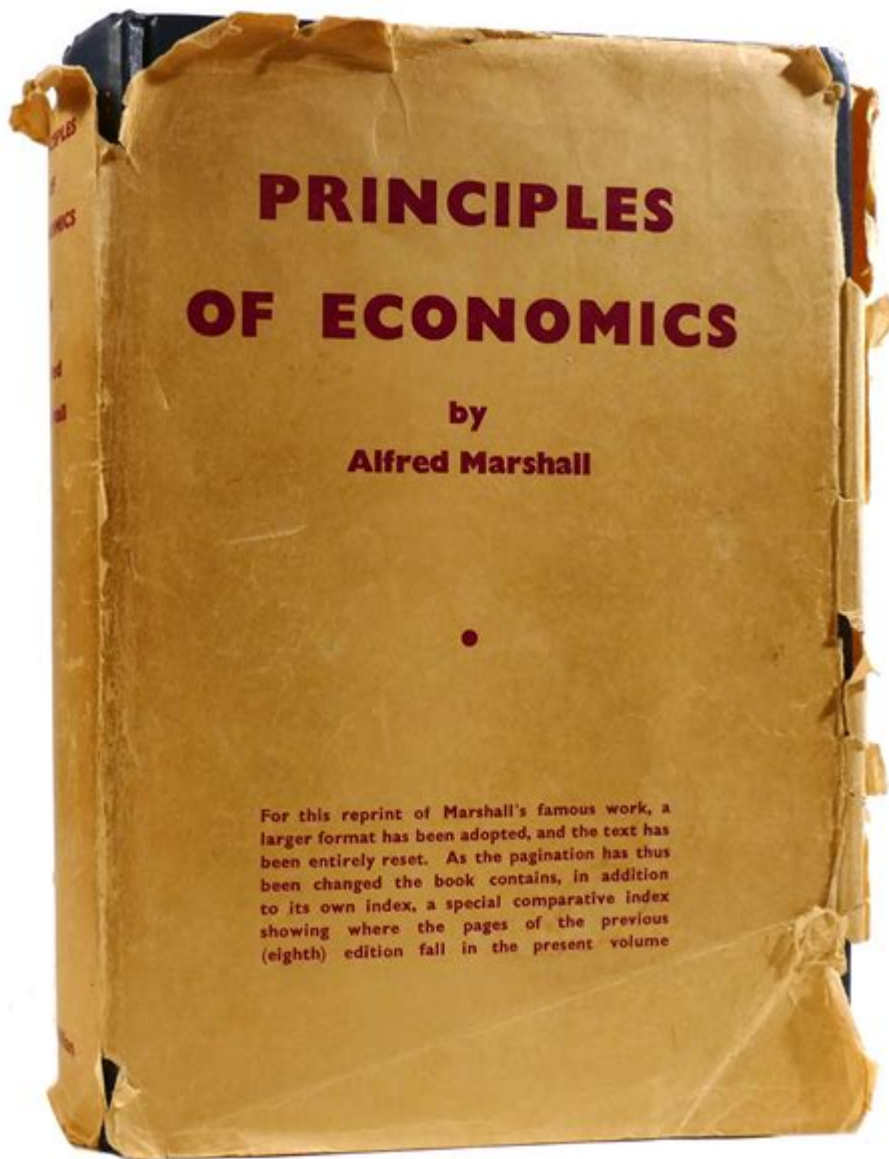 PRINCIPLES
OF ECONOMICS
by
Alfred Marshall
For this reprint of Marshall's famous work, a
larger format has been adopted, and the text has
been entirely reset. As the pagination has thus
been changed the book contains, in addition
to its own index, a special comparative index
showing where the pages of the previous
(eighth) edition fall in the present volume